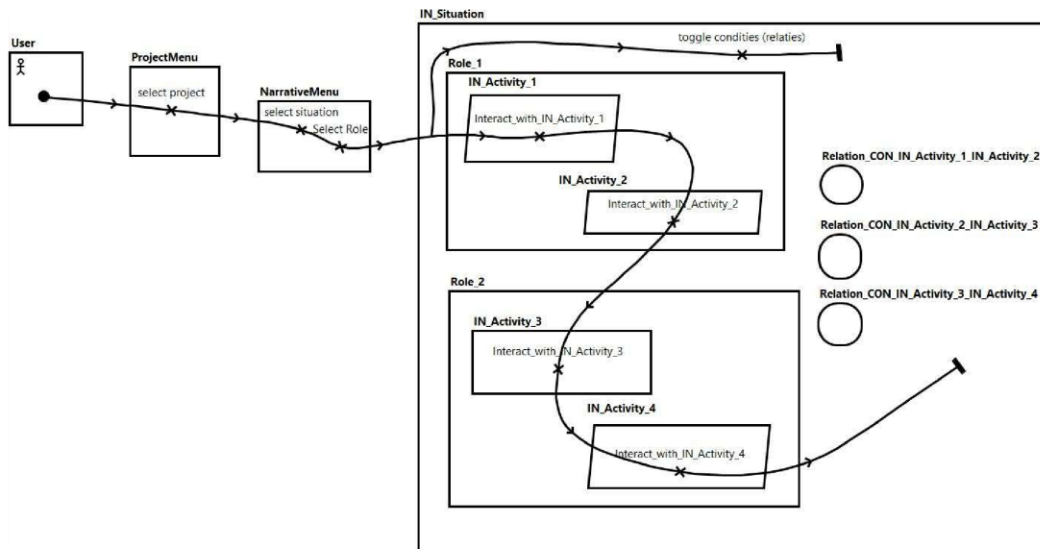 IN_Situation
toggle condities (relaties)
User
ProjectMenu
select project
NarrativeMenu
select situation
Select Role
Role_1
IN_Activity_1
Interact_with_IN_Activity_1
IN_Activity_2
Interact_with_IN_Activity_2
Relation_CON_IN_Activity_1_IN_Activity_2
Relation_CON_IN_Activity_2_IN_Activity_3
Relation_CON_IN_Activity_3_IN_Activity_4
Role_2
IN_Activity_3
Interact_with_IN_Activity_3
IN_Activity_4
Interact_with_IN_Activity_4